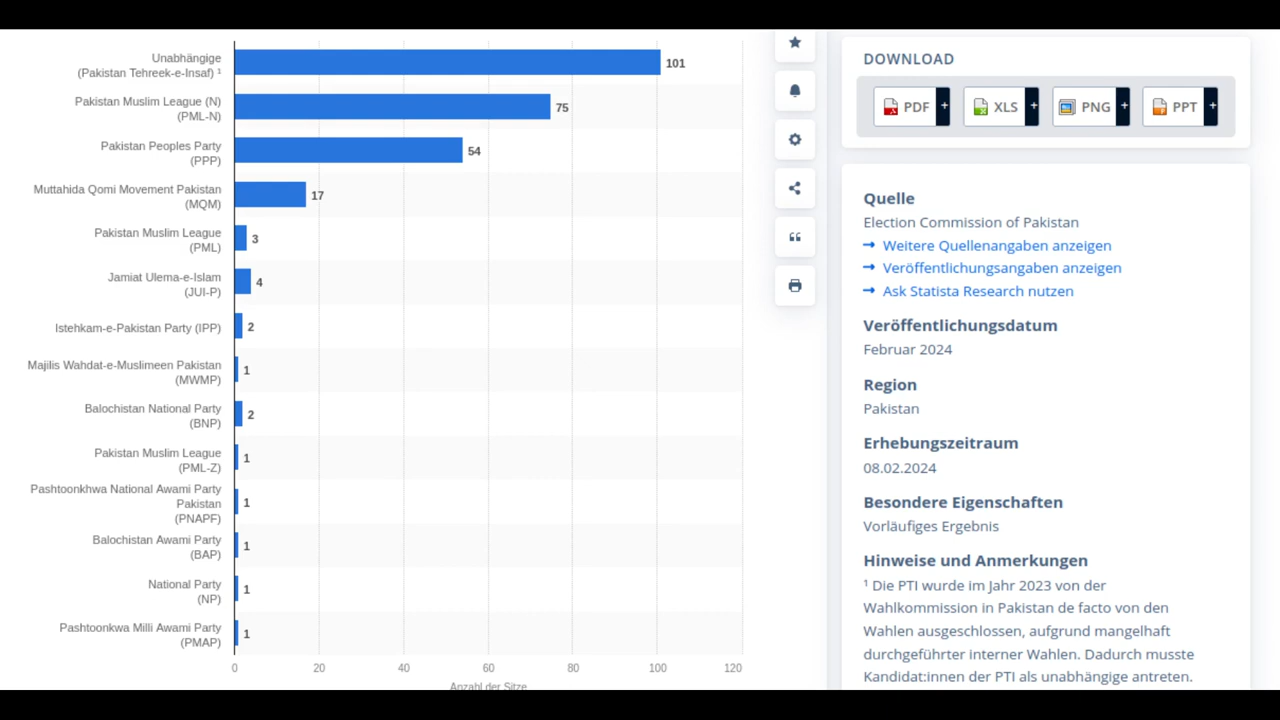 Unabhängige
(Pakistan Tehreek-e-Insaf) ¹
101
Pakistan Muslim League (N)
(PML-N)
75
Pakistan Peoples Party
(PPP)
54
Muttahida Qomi Movement Pakistan
(MQM)
17
Pakistan Muslim League
(PML)
3
Jamiat Ulema-e-Islam
(JUI-P)
4
Istehkam-e-Pakistan Party (IPP)
2
Majilis Wahdat-e-Muslimeen Pakistan
(MWMP)
1
Balochistan National Party
(BNP)
2
Pakistan Muslim League
(PML-Z)
1
Pashtoonkhwa National Awami Party
Pakistan
(PNAPF)
1
Balochistan Awami Party
(BAP)
1
National Party
(NP)
1
Pashtoonkwa Milli Awami Party
(PMAP)
1
0 20 40 60 80 100 120
Anzahl der Sitze
DOWNLOAD
PDF + XLS + PNG + PPT +
Quelle
Election Commission of Pakistan
→ Weitere Quellenangaben anzeigen
→ Veröffentlichungsangaben anzeigen
→ Ask Statista Research nutzen
Veröffentlichungsdatum
Februar 2024
Region
Pakistan
Erhebungszeitraum
08.02.2024
Besondere Eigenschaften
Vorläufiges Ergebnis
Hinweise und Anmerkungen
¹ Die PTI wurde im Jahr 2023 von der
Wahlkommission in Pakistan de facto von den
Wahlen ausgeschlossen, aufgrund mangelhaft
durchgeführter interner Wahlen. Dadurch musste
Kandidat:innen der PTI als unabhängige antreten.